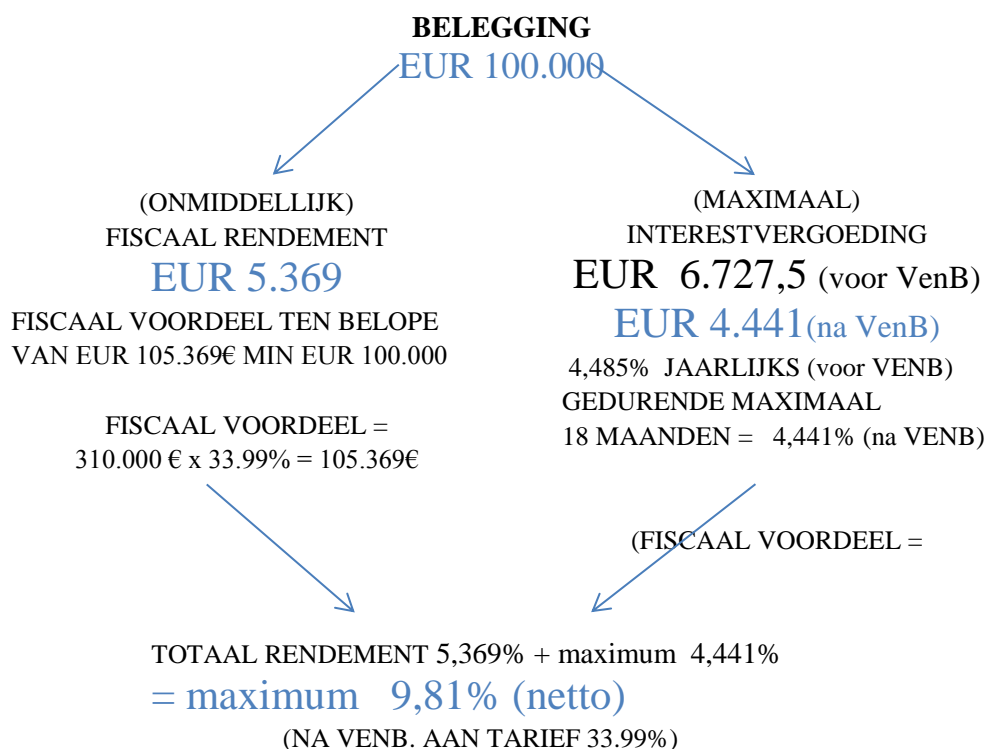 BELEGGING
EUR 100.000
(ONMIDDELLIJK)
FISCAAL RENDEMENT
EUR 5.369
FISCAAL VOORDEEL TEN BELOPE
VAN EUR 105.369€ MIN EUR 100.000
FISCAAL VOORDEEL =
310.000 € x 33.99% = 105.369€
(MAXIMAAL)
INTERESTVERGOEDING
EUR 6.727,5 (voor VenB)
EUR 4.441(na VenB)
4,485% JAARLIJKS (voor VENB)
GEDURENDE MAXIMAAL
18 MAANDEN = 4,441% (na VENB)
(FISCAAL VOORDEEL =
TOTAAL RENDEMENT 5,369% + maximum 4,441%
= maximum 9,81% (netto)
(NA VENB. AAN TARIEF 33.99%)